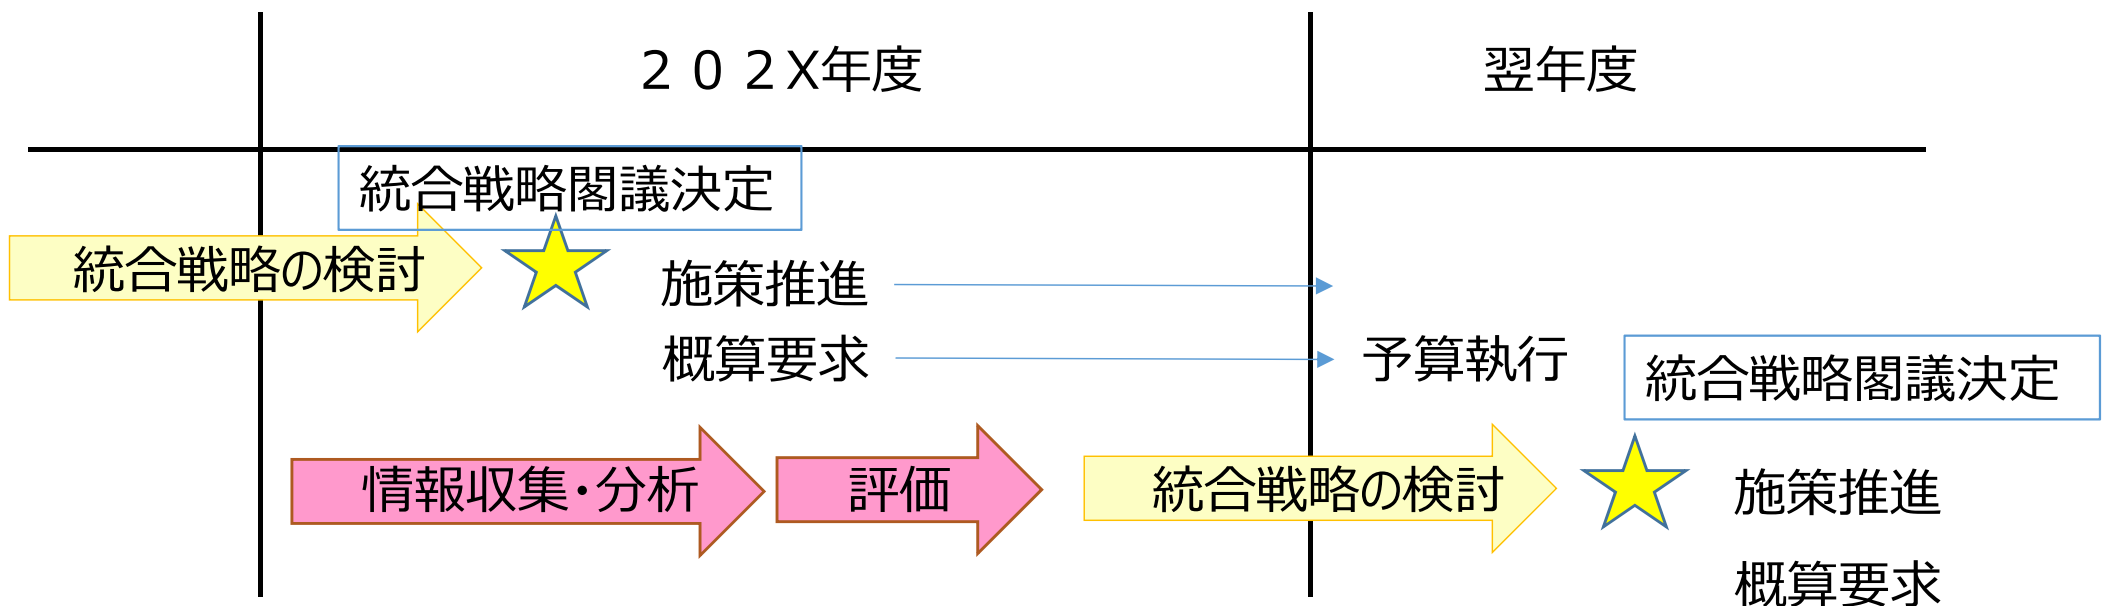 ２０２X年度
翌年度
統合戦略閣議決定
統合戦略の検討
施策推進
概算要求
予算執行
統合戦略閣議決定
情報収集・分析
評価
統合戦略の検討
施策推進
概算要求